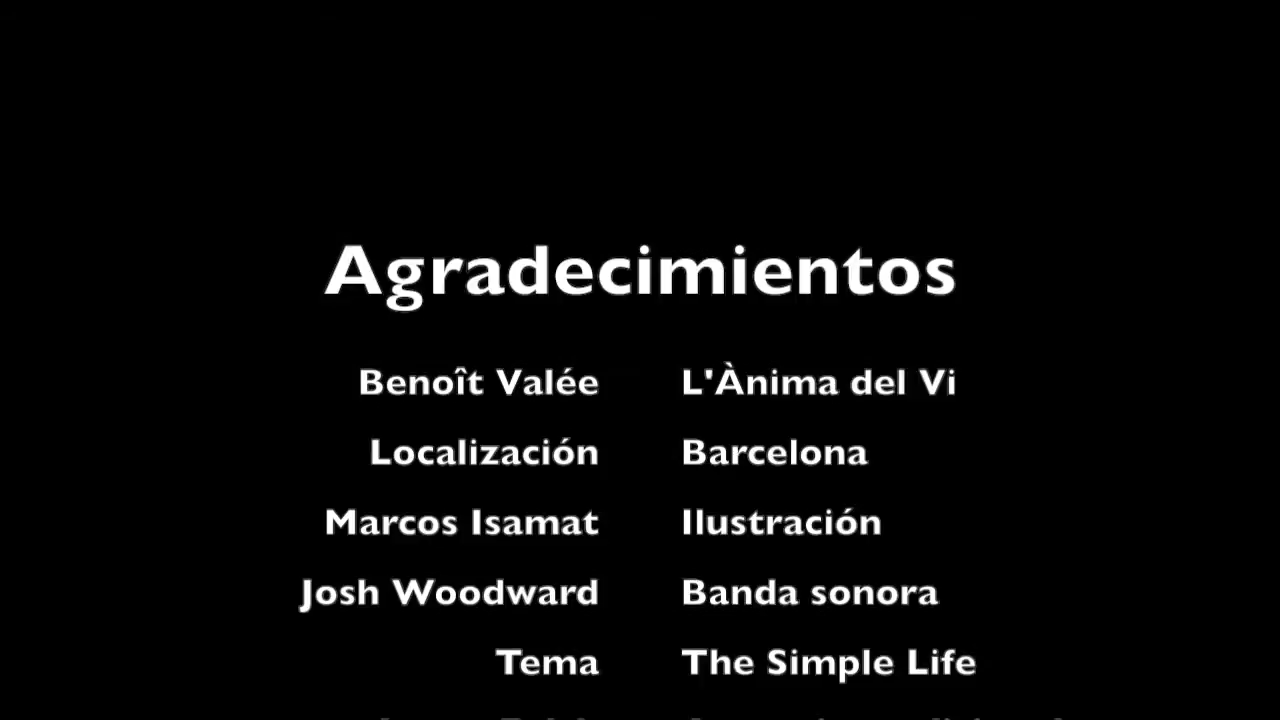 Agradecimientos
Benoît Valée L'Ànima del Vi
Localización Barcelona
Marcos Isamat Ilustración
Josh Woodward Banda sonora
Tema The Simple Life